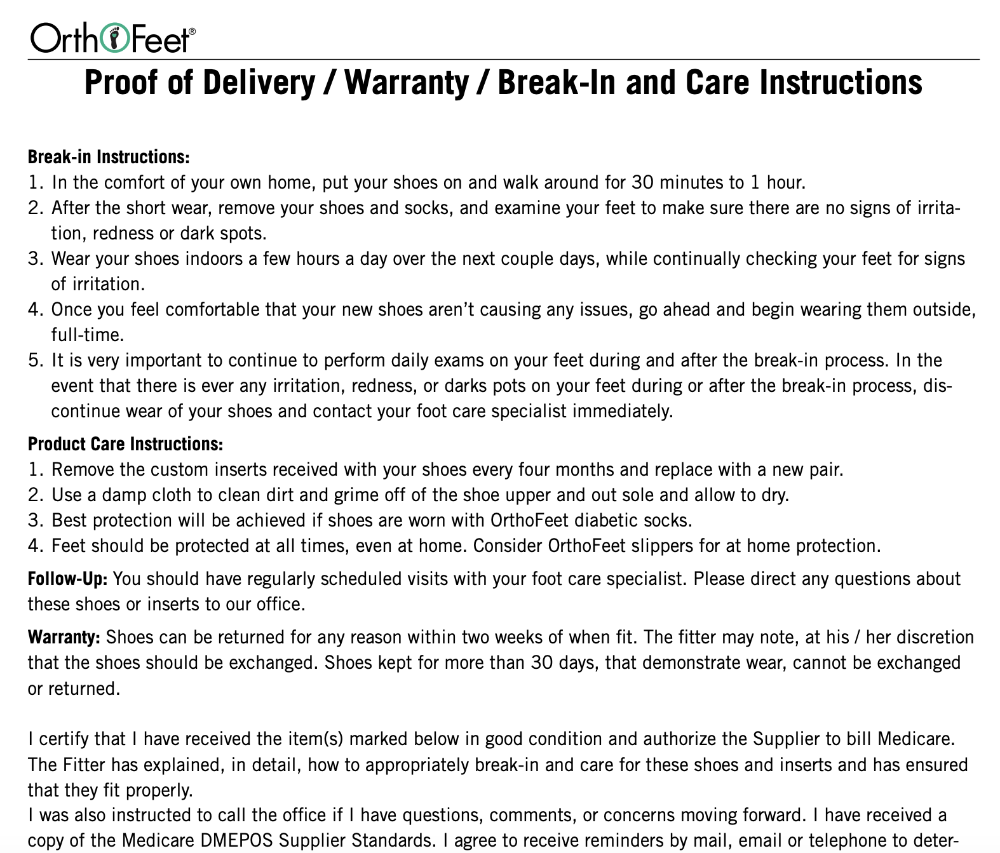 OrthoFeet®
Proof of Delivery / Warranty / Break-In and Care Instructions
Break-in Instructions:
1. In the comfort of your own home, put your shoes on and walk around for 30 minutes to 1 hour.
2. After the short wear, remove your shoes and socks, and examine your feet to make sure there are no signs of irrita-
tion, redness or dark spots.
3. Wear your shoes indoors a few hours a day over the next couple days, while continually checking your feet for signs
of irritation.
4. Once you feel comfortable that your new shoes aren’t causing any issues, go ahead and begin wearing them outside,
full-time.
5. It is very important to continue to perform daily exams on your feet during and after the break-in process. In the
event that there is ever any irritation, redness, or darks pots on your feet during or after the break-in process, dis-
continue wear of your shoes and contact your foot care specialist immediately.
Product Care Instructions:
1. Remove the custom inserts received with your shoes every four months and replace with a new pair.
2. Use a damp cloth to clean dirt and grime off of the shoe upper and out sole and allow to dry.
3. Best protection will be achieved if shoes are worn with OrthoFeet diabetic socks.
4. Feet should be protected at all times, even at home. Consider OrthoFeet slippers for at home protection.
Follow-Up: You should have regularly scheduled visits with your foot care specialist. Please direct any questions about
these shoes or inserts to our office.
Warranty: Shoes can be returned for any reason within two weeks of when fit. The fitter may note, at his / her discretion
that the shoes should be exchanged. Shoes kept for more than 30 days, that demonstrate wear, cannot be exchanged
or returned.
I certify that I have received the item(s) marked below in good condition and authorize the Supplier to bill Medicare.
The Fitter has explained, in detail, how to appropriately break-in and care for these shoes and inserts and has ensured
that they fit properly.
I was also instructed to call the office if I have questions, comments, or concerns moving forward. I have received a
copy of the Medicare DMEPOS Supplier Standards. I agree to receive reminders by mail, email or telephone to deter-